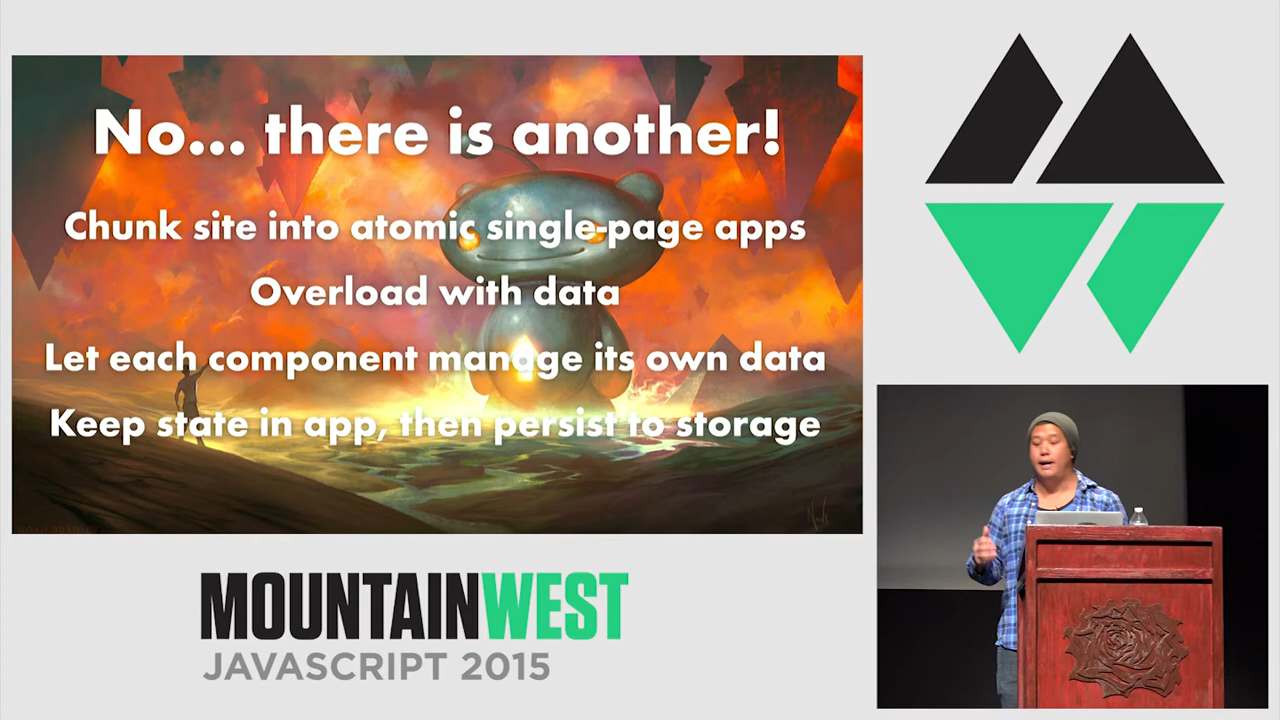 No... there is another!
Chunk site into atomic single-page apps
Overload with data
Let each component manage its own data
Keep state in app, then persist to storage
MOUNTAINWEST
JAVASCRIPT 2015